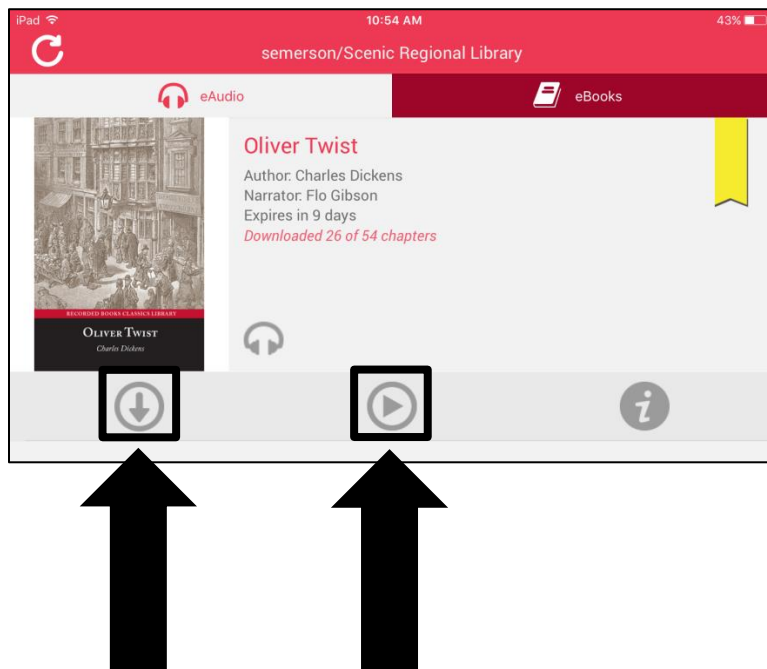 iPad 10:54 AM 43%
semerson/Scenic Regional Library
eAudio eBooks
Oliver Twist
Author: Charles Dickens
Narrator: Flo Gibson
Expires in 9 days
Downloaded 26 of 54 chapters
RECORDED BOOKS CLASSICS LIBRARY
OLIVER TWIST
Charles Dickens
i